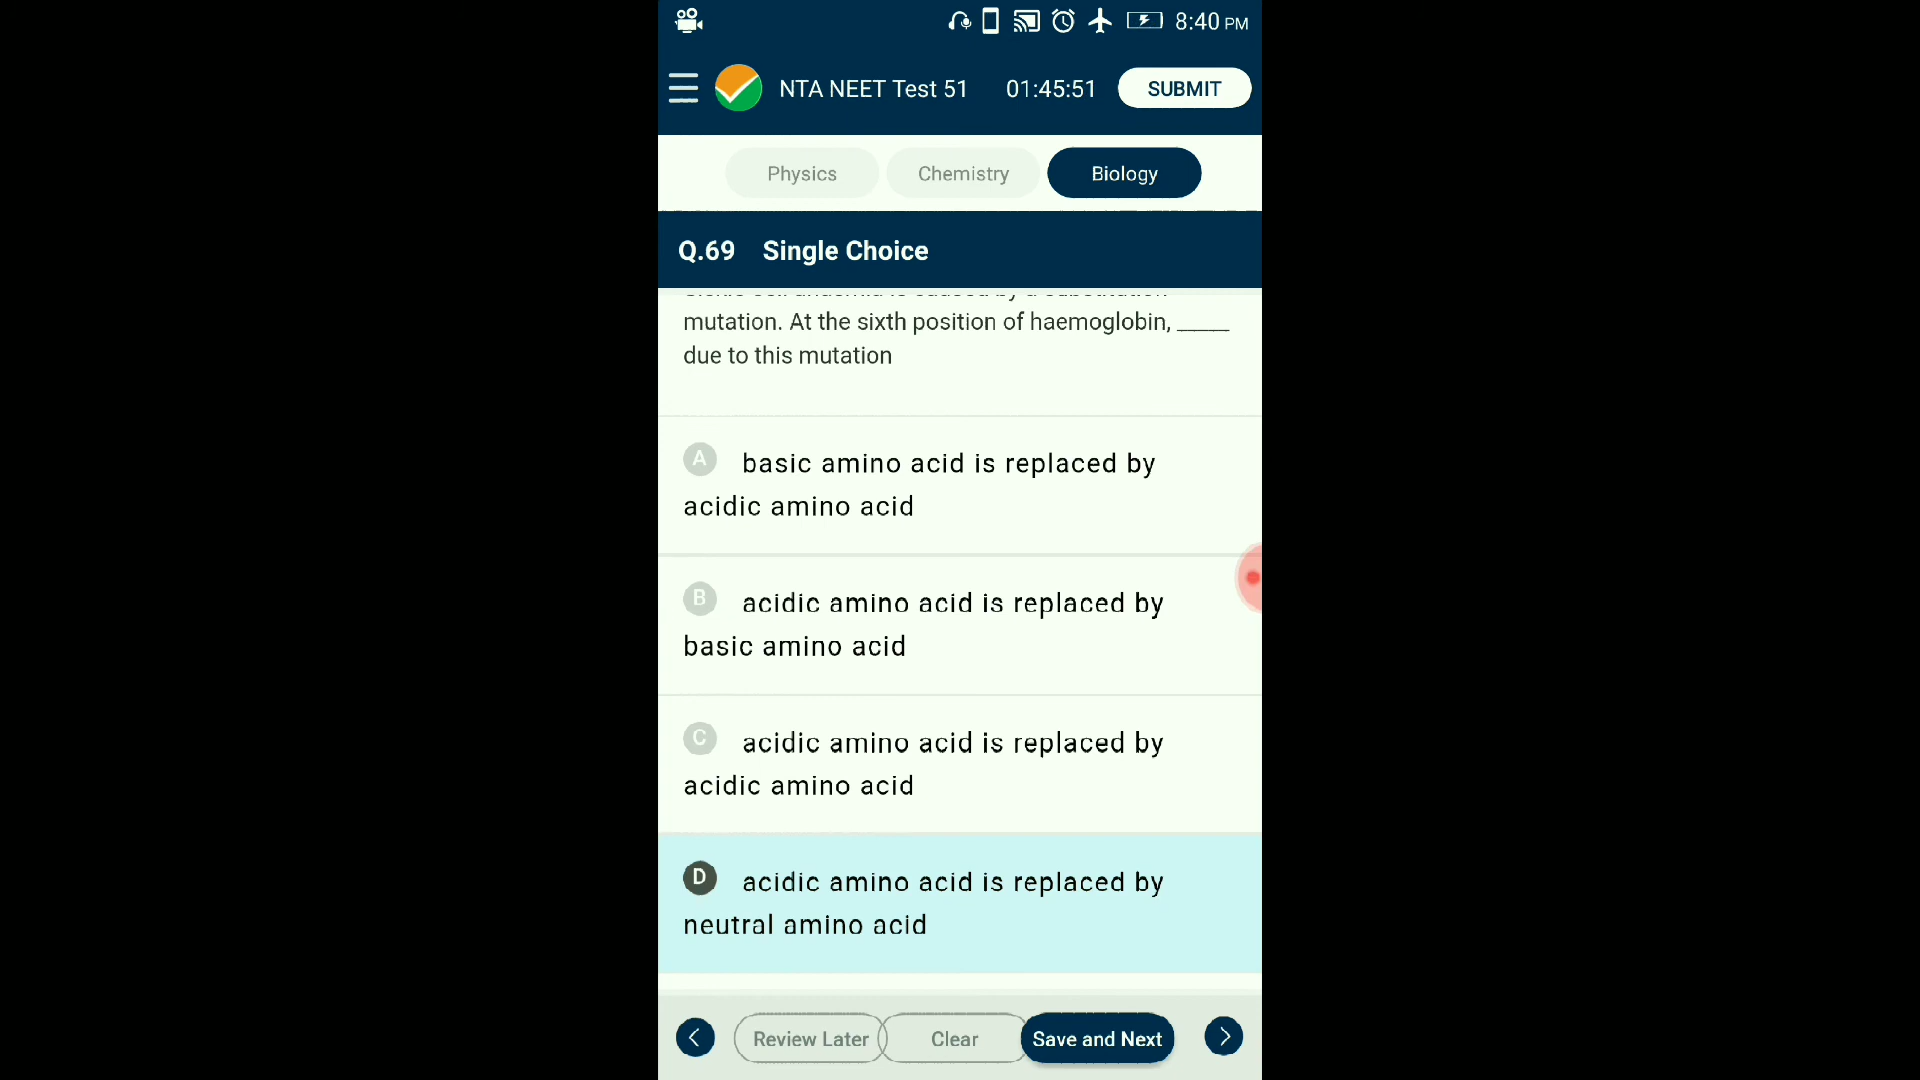 8:40 PM
NTA NEET Test 51 01:45:51 SUBMIT
Physics Chemistry Biology
Q.69 Single Choice
mutation. At the sixth position of haemoglobin, _____
due to this mutation
A basic amino acid is replaced by
acidic amino acid
B acidic amino acid is replaced by
basic amino acid
C acidic amino acid is replaced by
acidic amino acid
D acidic amino acid is replaced by
neutral amino acid
Review Later Clear Save and Next